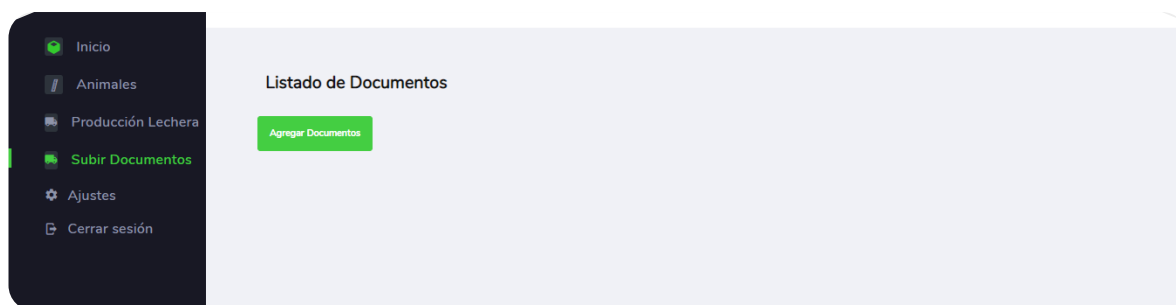 Inicio
Animales
Producción Lechera
Subir Documentos
Ajustes
Cerrar sesión
Listado de Documentos
Agregar Documentos